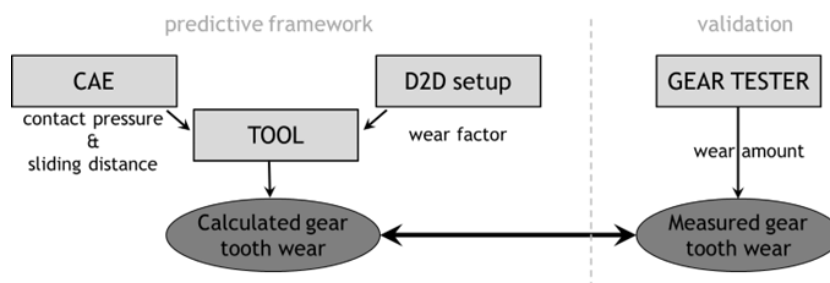 predictive framework
validation
CAE
D2D setup
GEAR TESTER
contact pressure
&
sliding distance
TOOL
wear factor
wear amount
Calculated gear
tooth wear
Measured gear
tooth wear